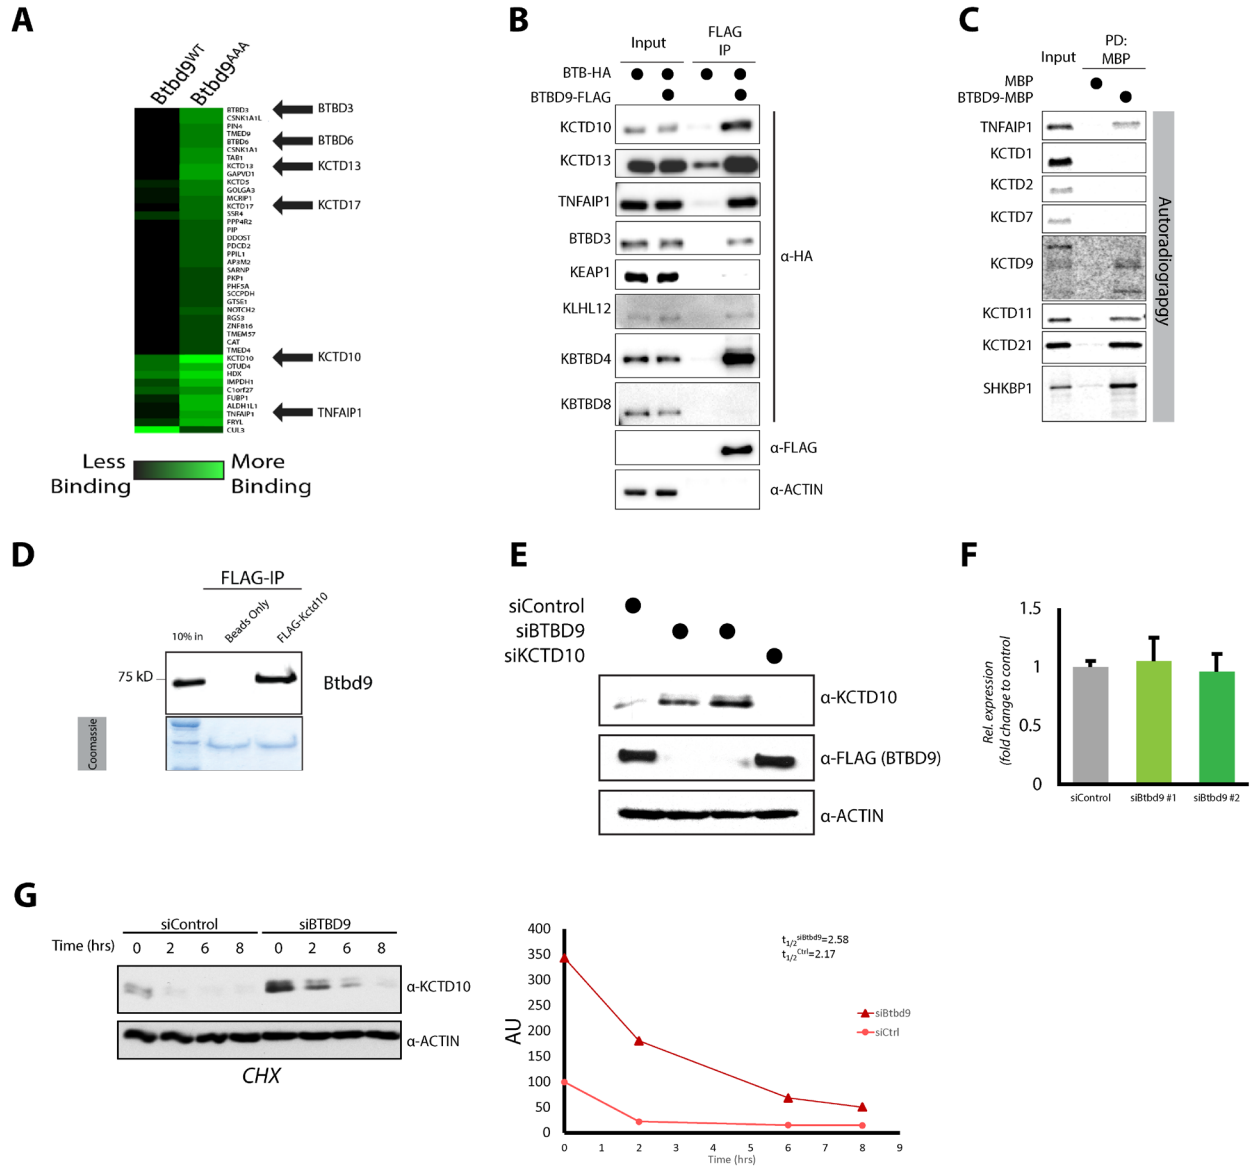 A
Btbd9WT
Btbd9AAA
BTBD3
CSNK1A1L
PIN4
TMED9
BTBD6
CSNK1A1
TAB1
KCTD13
GAPVD1
KCTD5
GOLGA3
MCRIP1
KCTD17
SSR4
PPP4R2
PIP
DDOST
PDCD2
PPIL1
AP3M2
SARNP
PKP1
PHF5A
SCCPDH
GTSE1
NOTCH2
RGS3
ZNF816
TMEM57
CAT
TMED4
KCTD10
OTUD4
HDX
IMPDH1
C1orf27
FUBP1
ALDH1L1
TNFAIP1
FRYL
CUL3
BTBD3
BTBD6
KCTD13
KCTD17
KCTD10
TNFAIP1
Less Binding
More Binding
B
Input
FLAG IP
BTB-HA
BTBD9-FLAG
KCTD10
KCTD13
TNFAIP1
BTBD3
KEAP1
KLHL12
KBTBD4
KBTBD8
α-HA
α-FLAG
α-ACTIN
C
Input
PD: MBP
MBP
BTBD9-MBP
TNFAIP1
KCTD1
KCTD2
KCTD7
KCTD9
KCTD11
KCTD21
SHKBP1
Autoradiograpgy
D
FLAG-IP
10% in
Beads Only
FLAG-Kctd10
75 kD
Btbd9
Coomassie
E
siControl
siBTBD9
siKCTD10
α-KCTD10
α-FLAG (BTBD9)
α-ACTIN
F
Rel. expression
(fold change to control)
1.5
1
0.5
0
siControl
siBtbd9 #1
siBtbd9 #2
G
siControl
siBTBD9
Time (hrs)
0 2 6 8 0 2 6 8
α-KCTD10
α-ACTIN
CHX
AU
400
350
300
250
200
150
100
50
0
0 1 2 3 4 5 6 7 8 9
Time (hrs)
t1/2siBtbd9=2.58
t1/2Ctrl=2.17
siBtbd9
siCtrl